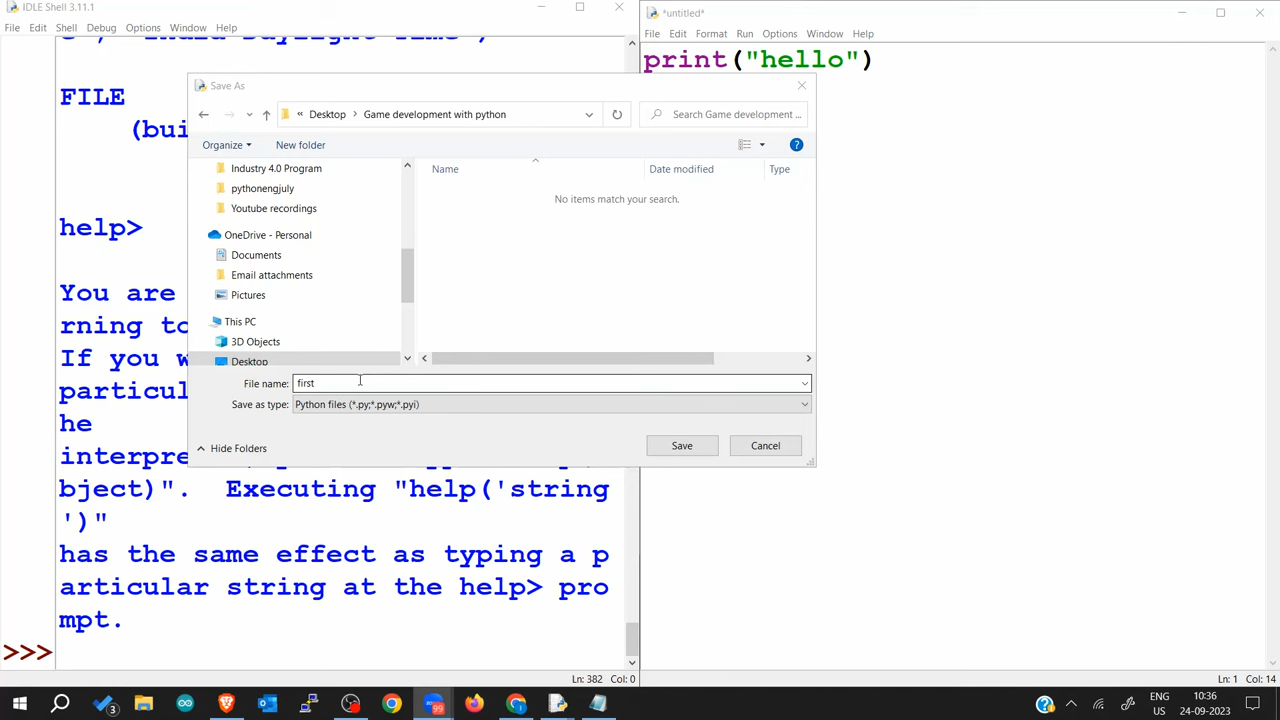 IDLE Shell 3.11.1
File Edit Shell Debug Options Window Help
FILE
(bui
help>
You are
rning to
If you w
particul
he
interpre
bject)". Executing "help('string
')"
has the same effect as typing a p
articular string at the help> pro
mpt.
>>>
Ln: 382 Col: 0
*untitled*
File Edit Format Run Options Window Help
print("hello")
Ln: 1 Col: 14
Save As
« Desktop > Game development with python
Search Game development ...
Organize
New folder
Industry 4.0 Program
pythonengjuly
Youtube recordings
OneDrive - Personal
Documents
Email attachments
Pictures
This PC
3D Objects
Desktop
Name Date modified Type
No items match your search.
File name: first
Save as type: Python files (*.py;*.pyw;*.pyi)
Hide Folders
Save
Cancel
3
99
ENG
US
10:36
24-09-2023